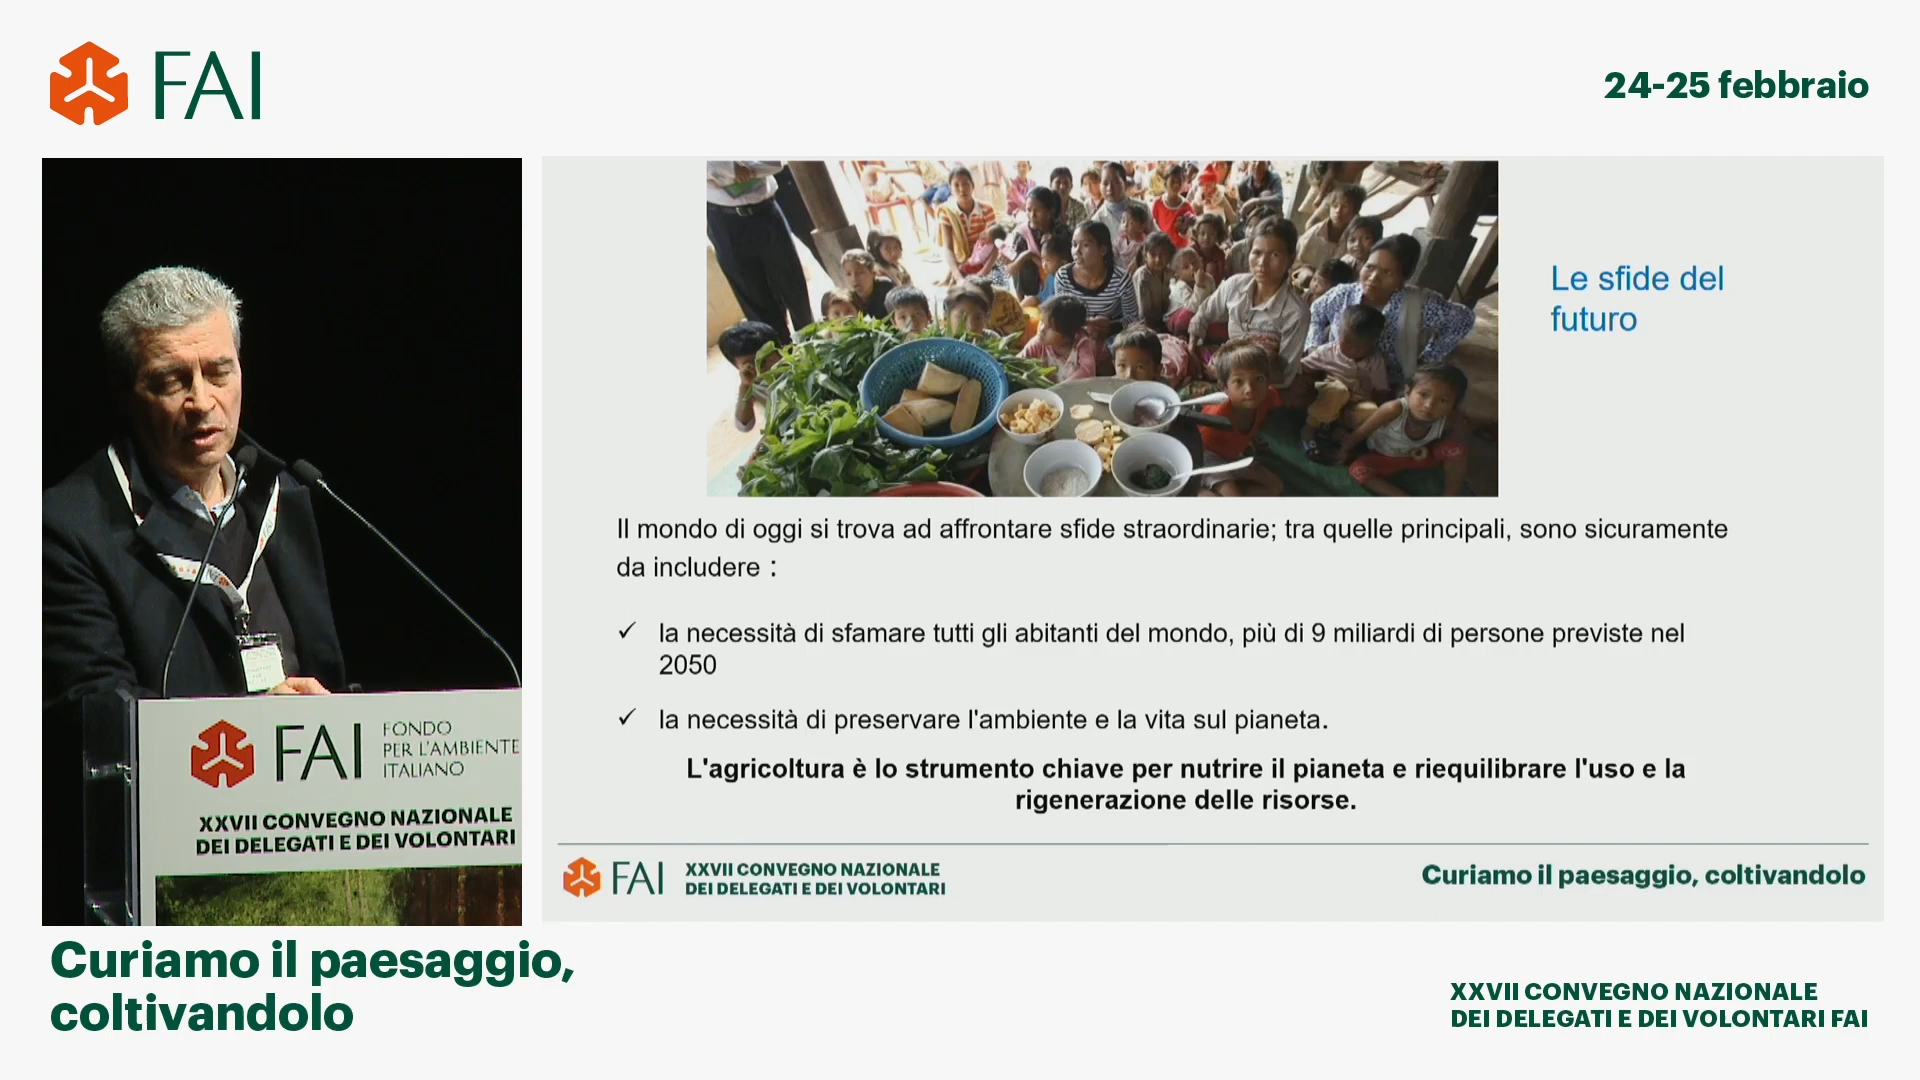 FAI
24-25 febbraio
Le sfide del
futuro
Il mondo di oggi si trova ad affrontare sfide straordinarie; tra quelle principali, sono sicuramente
da includere :
✓ la necessità di sfamare tutti gli abitanti del mondo, più di 9 miliardi di persone previste nel
2050
✓ la necessità di preservare l'ambiente e la vita sul pianeta.
L'agricoltura è lo strumento chiave per nutrire il pianeta e riequilibrare l'uso e la
rigenerazione delle risorse.
FAI
XXVII CONVEGNO NAZIONALE
DEI DELEGATI E DEI VOLONTARI
Curiamo il paesaggio, coltivandolo
FAI
FONDO
PER L'AMBIENTE
ITALIANO
XXVII CONVEGNO NAZIONALE
DEI DELEGATI E DEI VOLONTARI
Curiamo il paesaggio,
coltivandolo
XXVII CONVEGNO NAZIONALE
DEI DELEGATI E DEI VOLONTARI FAI